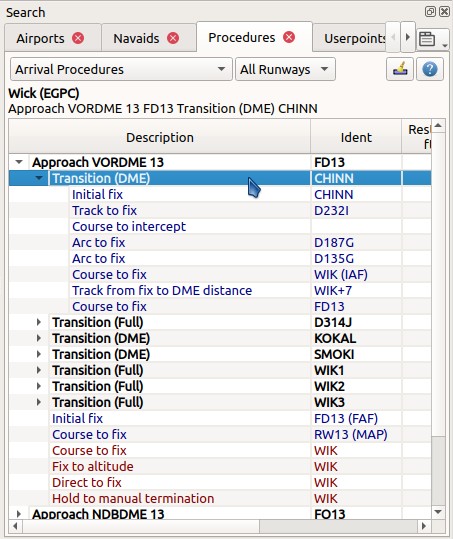 Search
Airports Navaids Procedures Userpoints
Arrival Procedures All Runways
Wick (EGPC)
Approach VORDME 13 FD13 Transition (DME) CHINN
Description Ident
Approach VORDME 13 FD13
Transition (DME) CHINN
Initial fix CHINN
Track to fix D232I
Course to intercept
Arc to fix D187G
Arc to fix D135G
Course to fix WIK (IAF)
Track from fix to DME distance WIK+7
Course to fix FD13
Transition (Full) D314J
Transition (DME) KOKAL
Transition (DME) SMOKI
Transition (Full) WIK1
Transition (Full) WIK2
Transition (Full) WIK3
Initial fix FD13 (FAF)
Course to fix RW13 (MAP)
Course to fix WIK
Fix to altitude WIK
Direct to fix WIK
Hold to manual termination WIK
Approach NDBDME 13 FO13